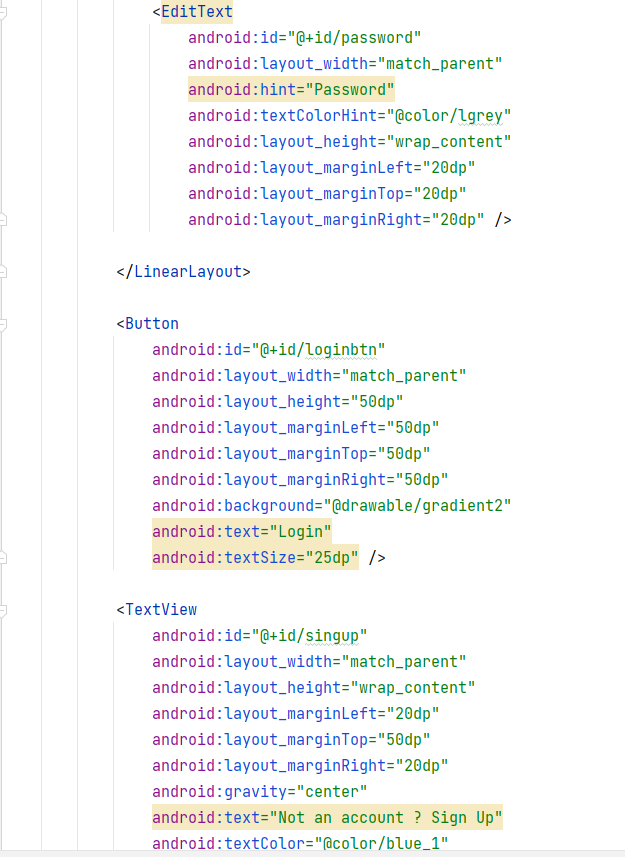 <EditText
android:id="@+id/password"
android:layout_width="match_parent"
android:hint="Password"
android:textColorHint="@color/lgrey"
android:layout_height="wrap_content"
android:layout_marginLeft="20dp"
android:layout_marginTop="20dp"
android:layout_marginRight="20dp" />
</LinearLayout>
<Button
android:id="@+id/loginbtn"
android:layout_width="match_parent"
android:layout_height="50dp"
android:layout_marginLeft="50dp"
android:layout_marginTop="50dp"
android:layout_marginRight="50dp"
android:background="@drawable/gradient2"
android:text="Login"
android:textSize="25dp" />
<TextView
android:id="@+id/singup"
android:layout_width="match_parent"
android:layout_height="wrap_content"
android:layout_marginLeft="20dp"
android:layout_marginTop="50dp"
android:layout_marginRight="20dp"
android:gravity="center"
android:text="Not an account ? Sign Up"
android:textColor="@color/blue_1"